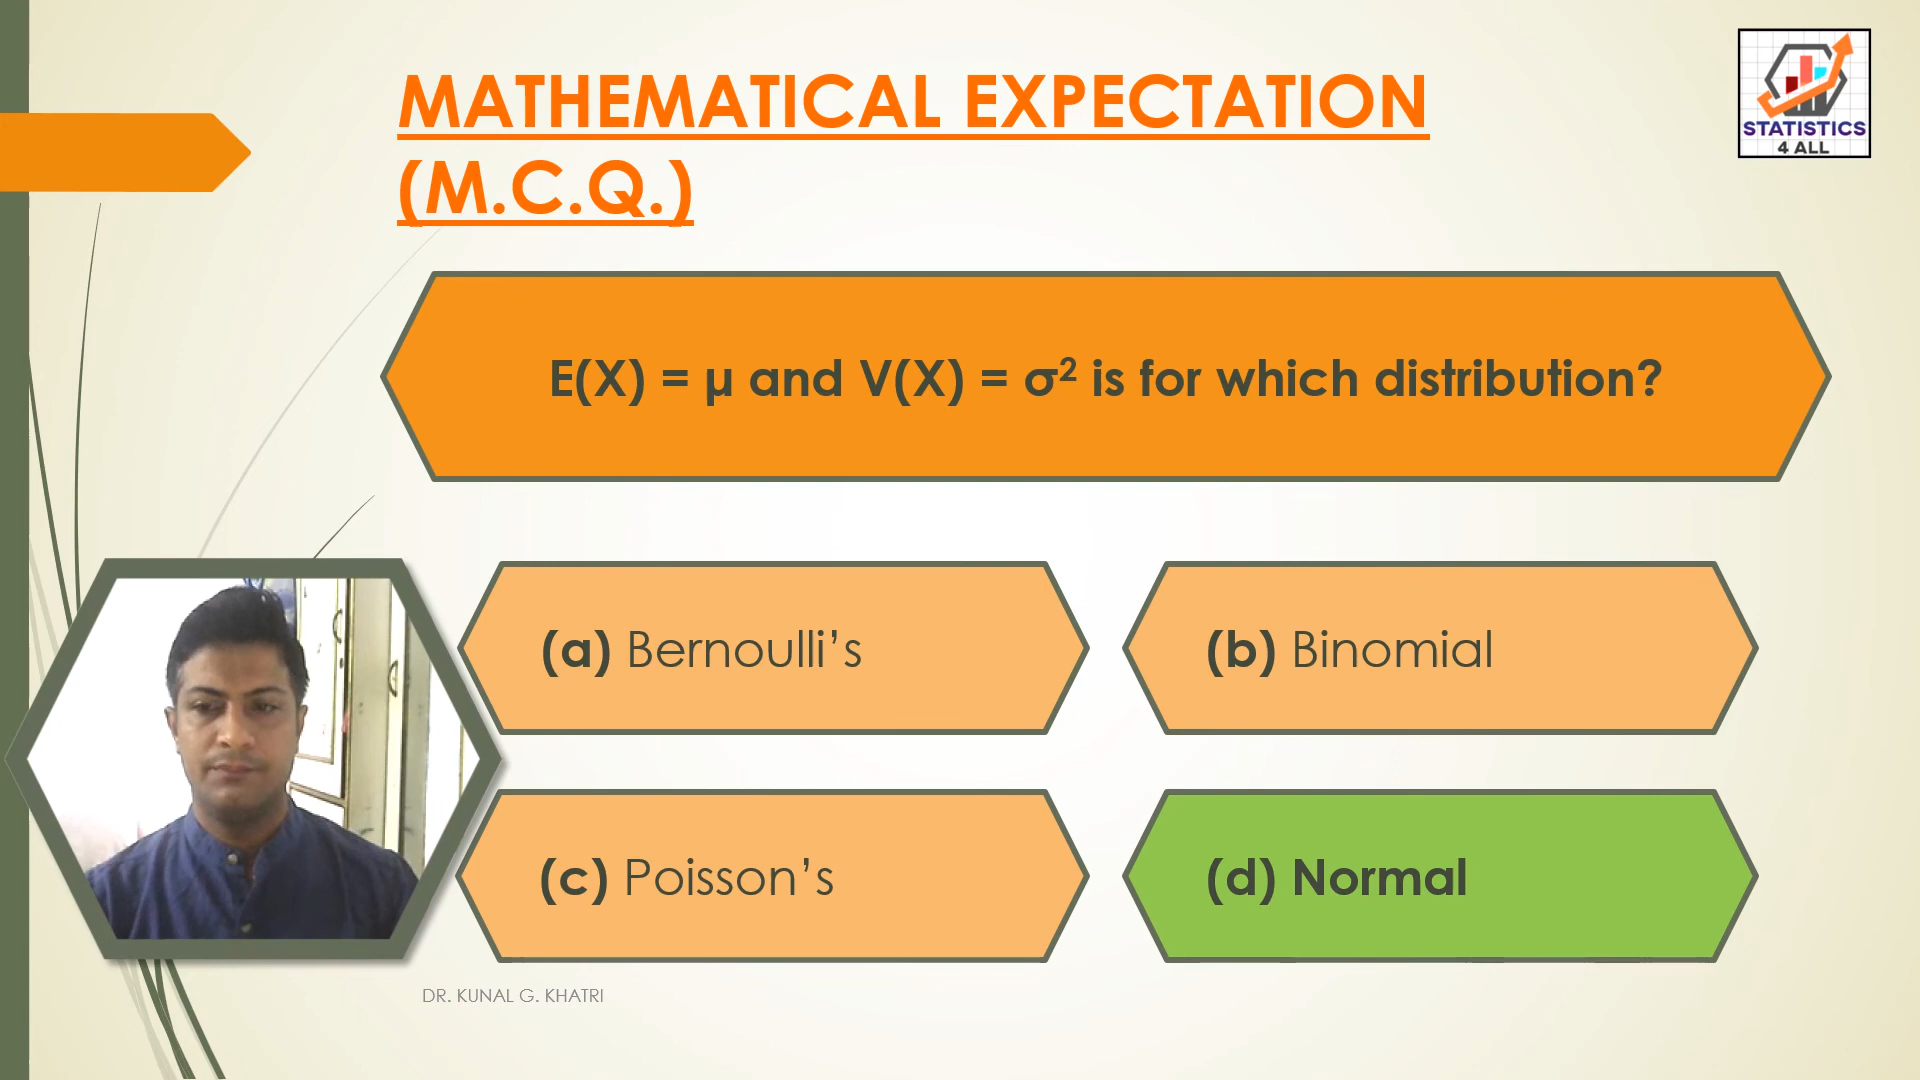 MATHEMATICAL EXPECTATION
(M.C.Q.)
STATISTICS
4 ALL
E(X) = μ and V(X) = σ² is for which distribution?
(a) Bernoulli’s
(b) Binomial
(c) Poisson’s
(d) Normal
DR. KUNAL G. KHATRI